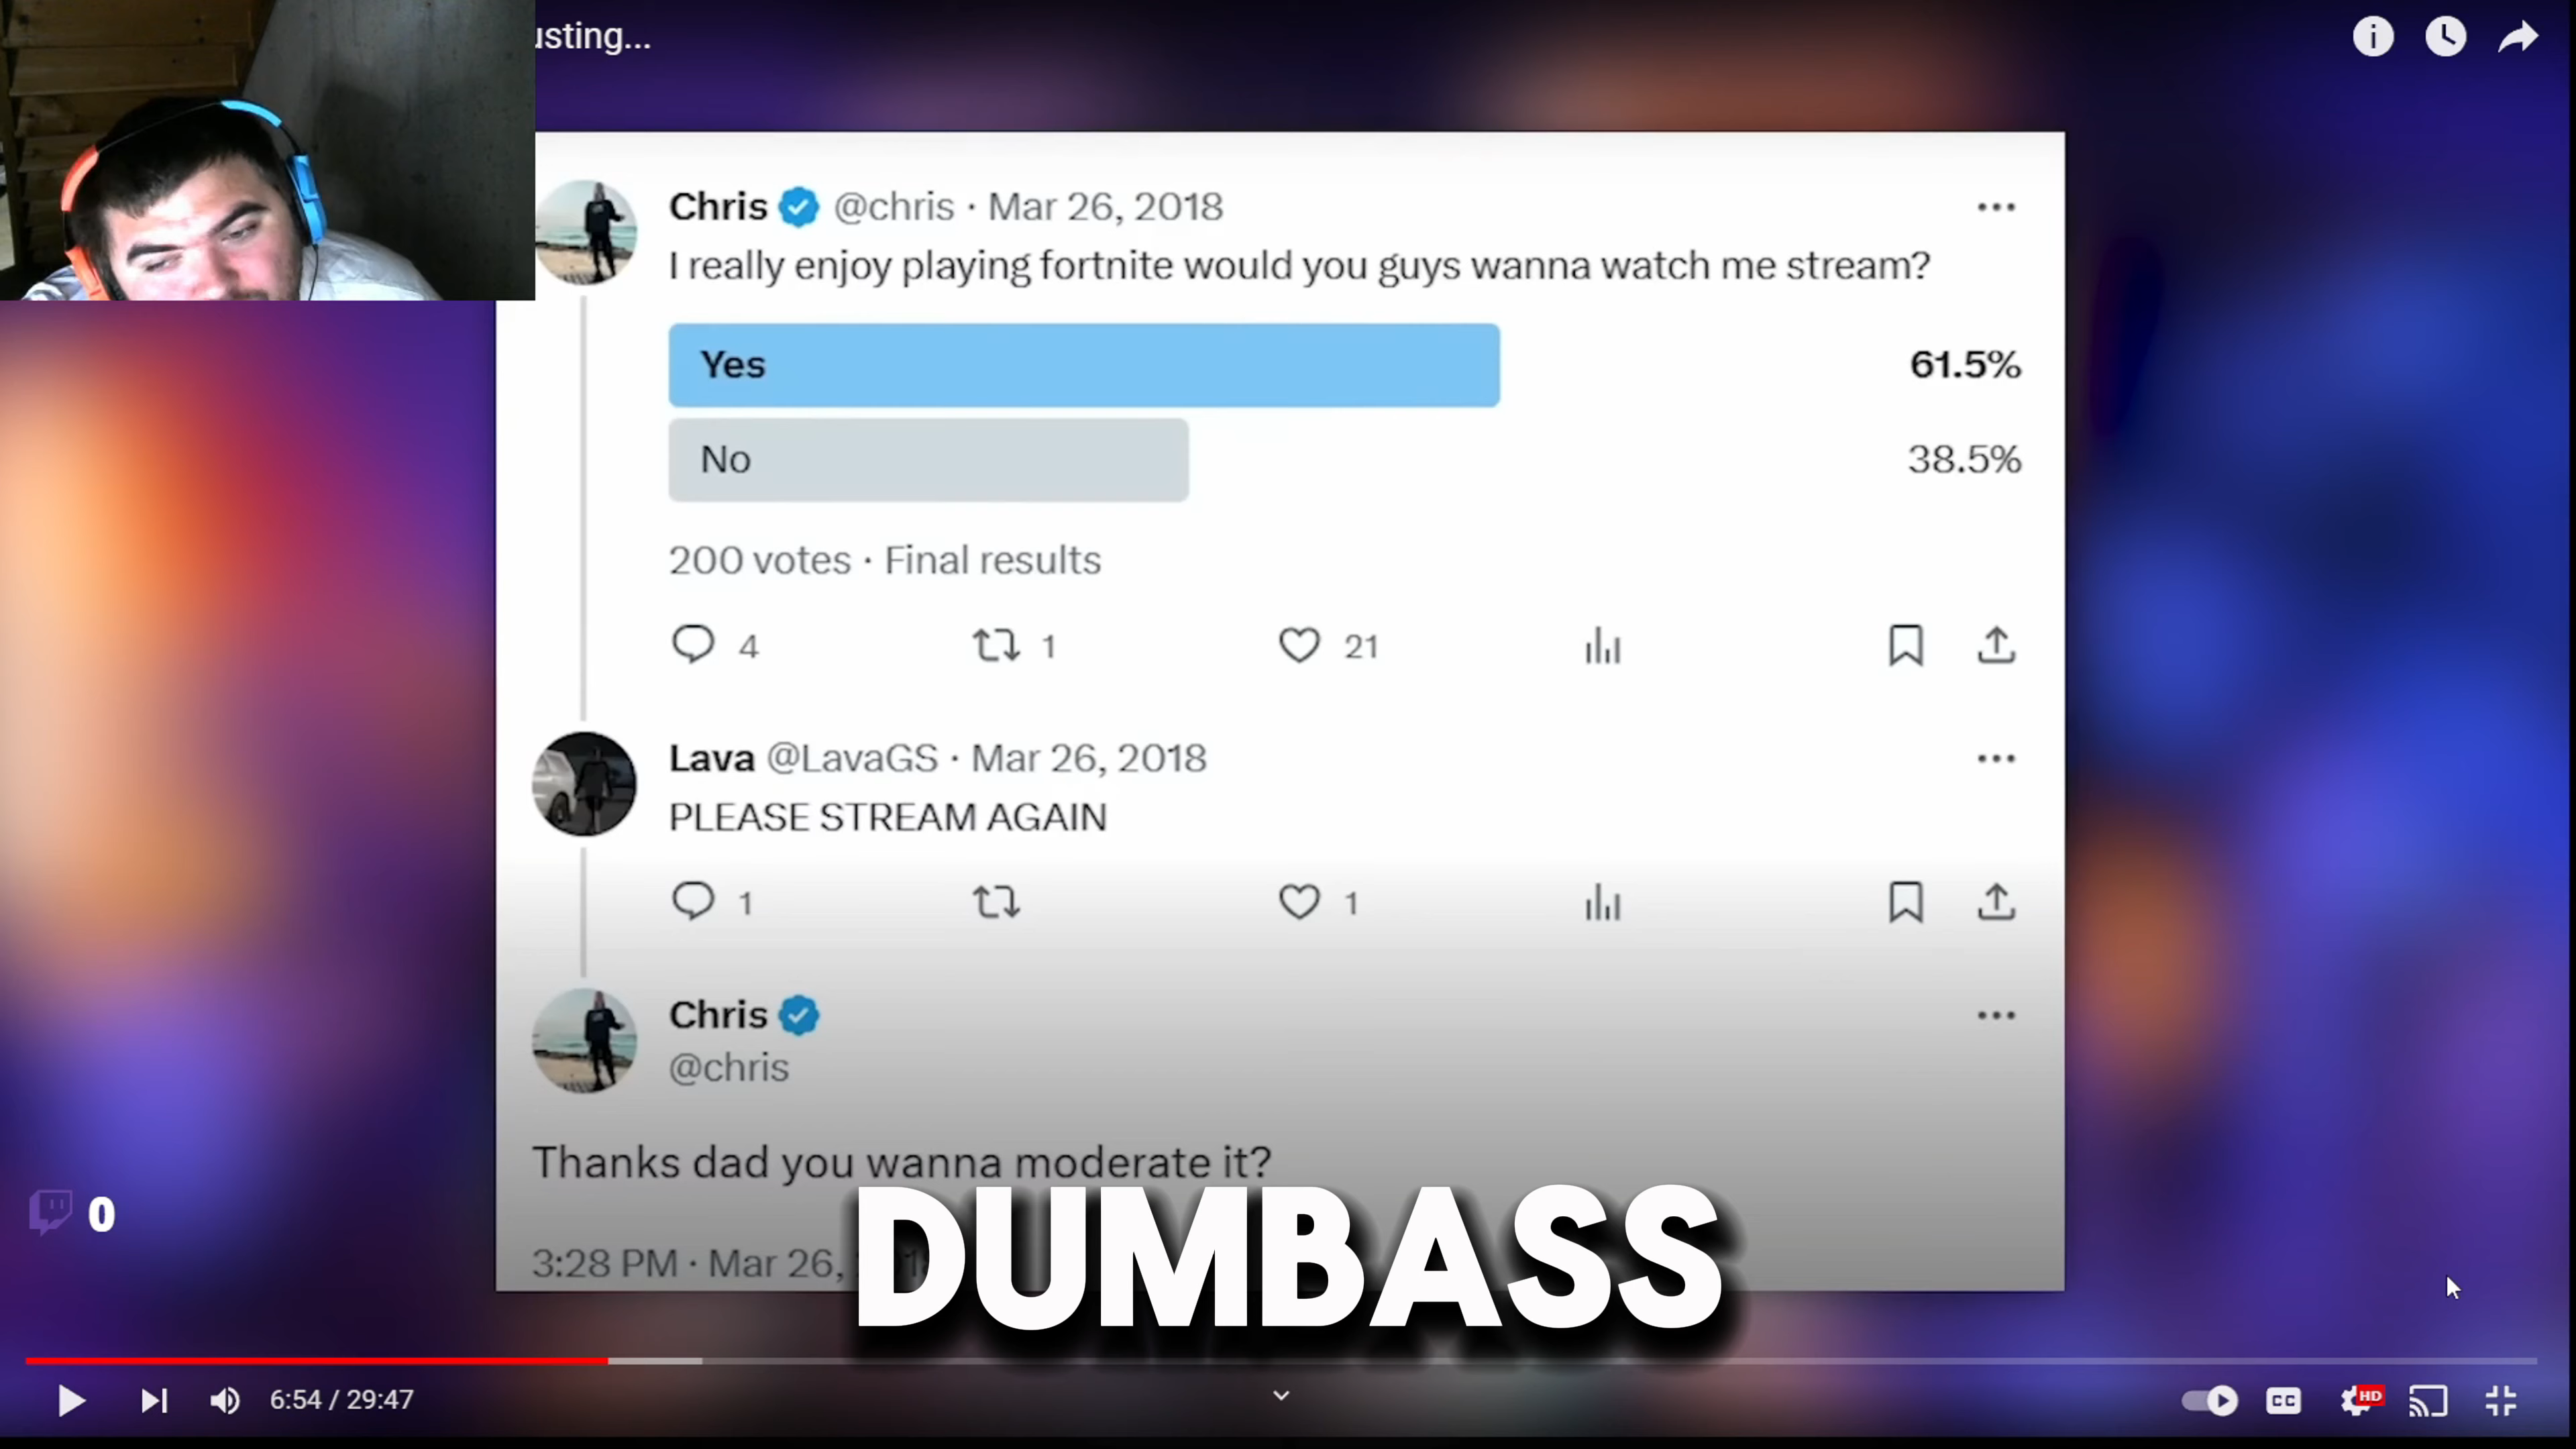 usting...
Chris @chris · Mar 26, 2018
I really enjoy playing fortnite would you guys wanna watch me stream?
Yes 61.5%
No 38.5%
200 votes · Final results
4 1 21
Lava @LavaGS · Mar 26, 2018
PLEASE STREAM AGAIN
1 1
Chris
@chris
Thanks dad you wanna moderate it?
0
DUMBASS
3:28 PM · Mar 26,
6:54 / 29:47
CC HD